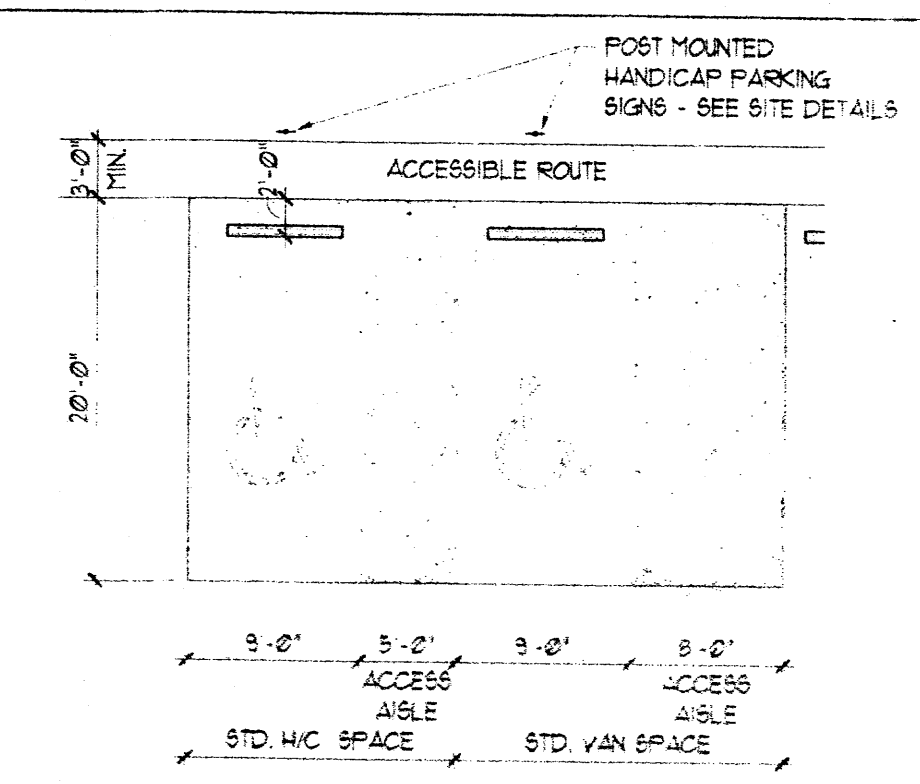 POST MOUNTED
HANDICAP PARKING
SIGNS - SEE SITE DETAILS
3'-0"
MIN.
2'-0"
ACCESSIBLE ROUTE
20'-0"
9'-0"
5'-0"
9'-0"
8'-0"
ACCESS
AISLE
ACCESS
AISLE
STD. H/C SPACE
STD. VAN SPACE